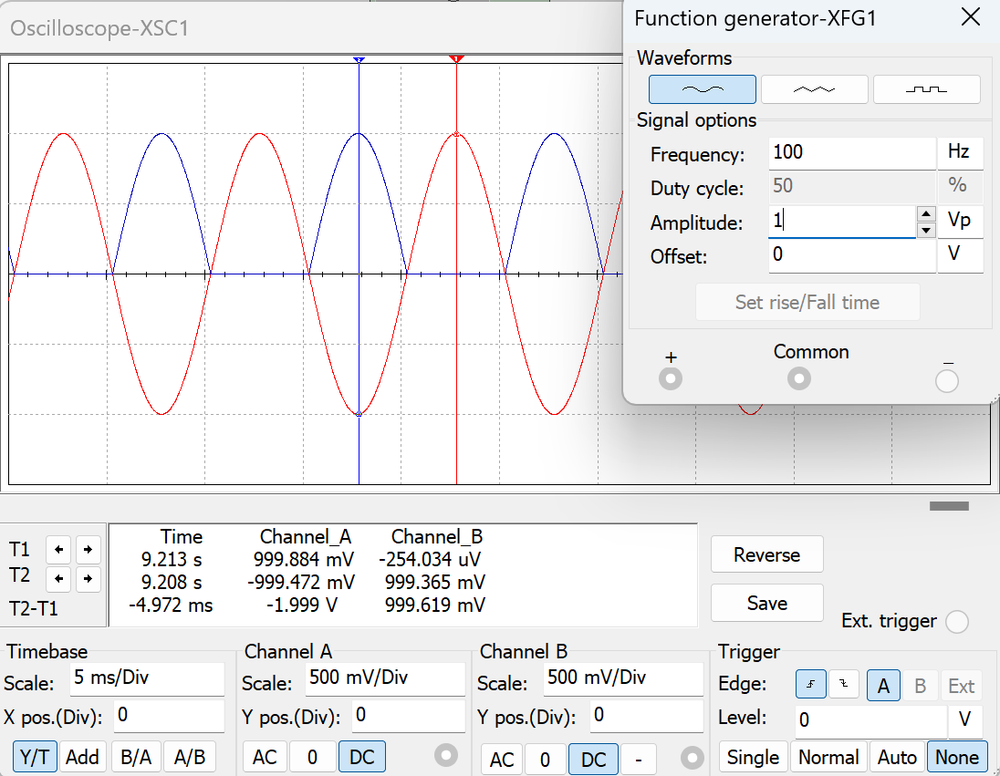 Oscilloscope-XSC1
2
1
Function generator-XFG1
Waveforms
Signal options
Frequency: 100 Hz
Duty cycle: 50 %
Amplitude: 1 Vp
Offset: 0 V
Set rise/Fall time
+ Common −
Time Channel_A Channel_B
T1 9.213 s 999.884 mV -254.034 uV
T2 9.208 s -999.472 mV 999.365 mV
T2-T1 -4.972 ms -1.999 V 999.619 mV
Reverse
Save
Ext. trigger
Timebase
Scale: 5 ms/Div
X pos.(Div): 0
Y/T Add B/A A/B
Channel A
Scale: 500 mV/Div
Y pos.(Div): 0
AC 0 DC
Channel B
Scale: 500 mV/Div
Y pos.(Div): 0
AC 0 DC -
Trigger
Edge: A B Ext
Level: 0 V
Single Normal Auto None